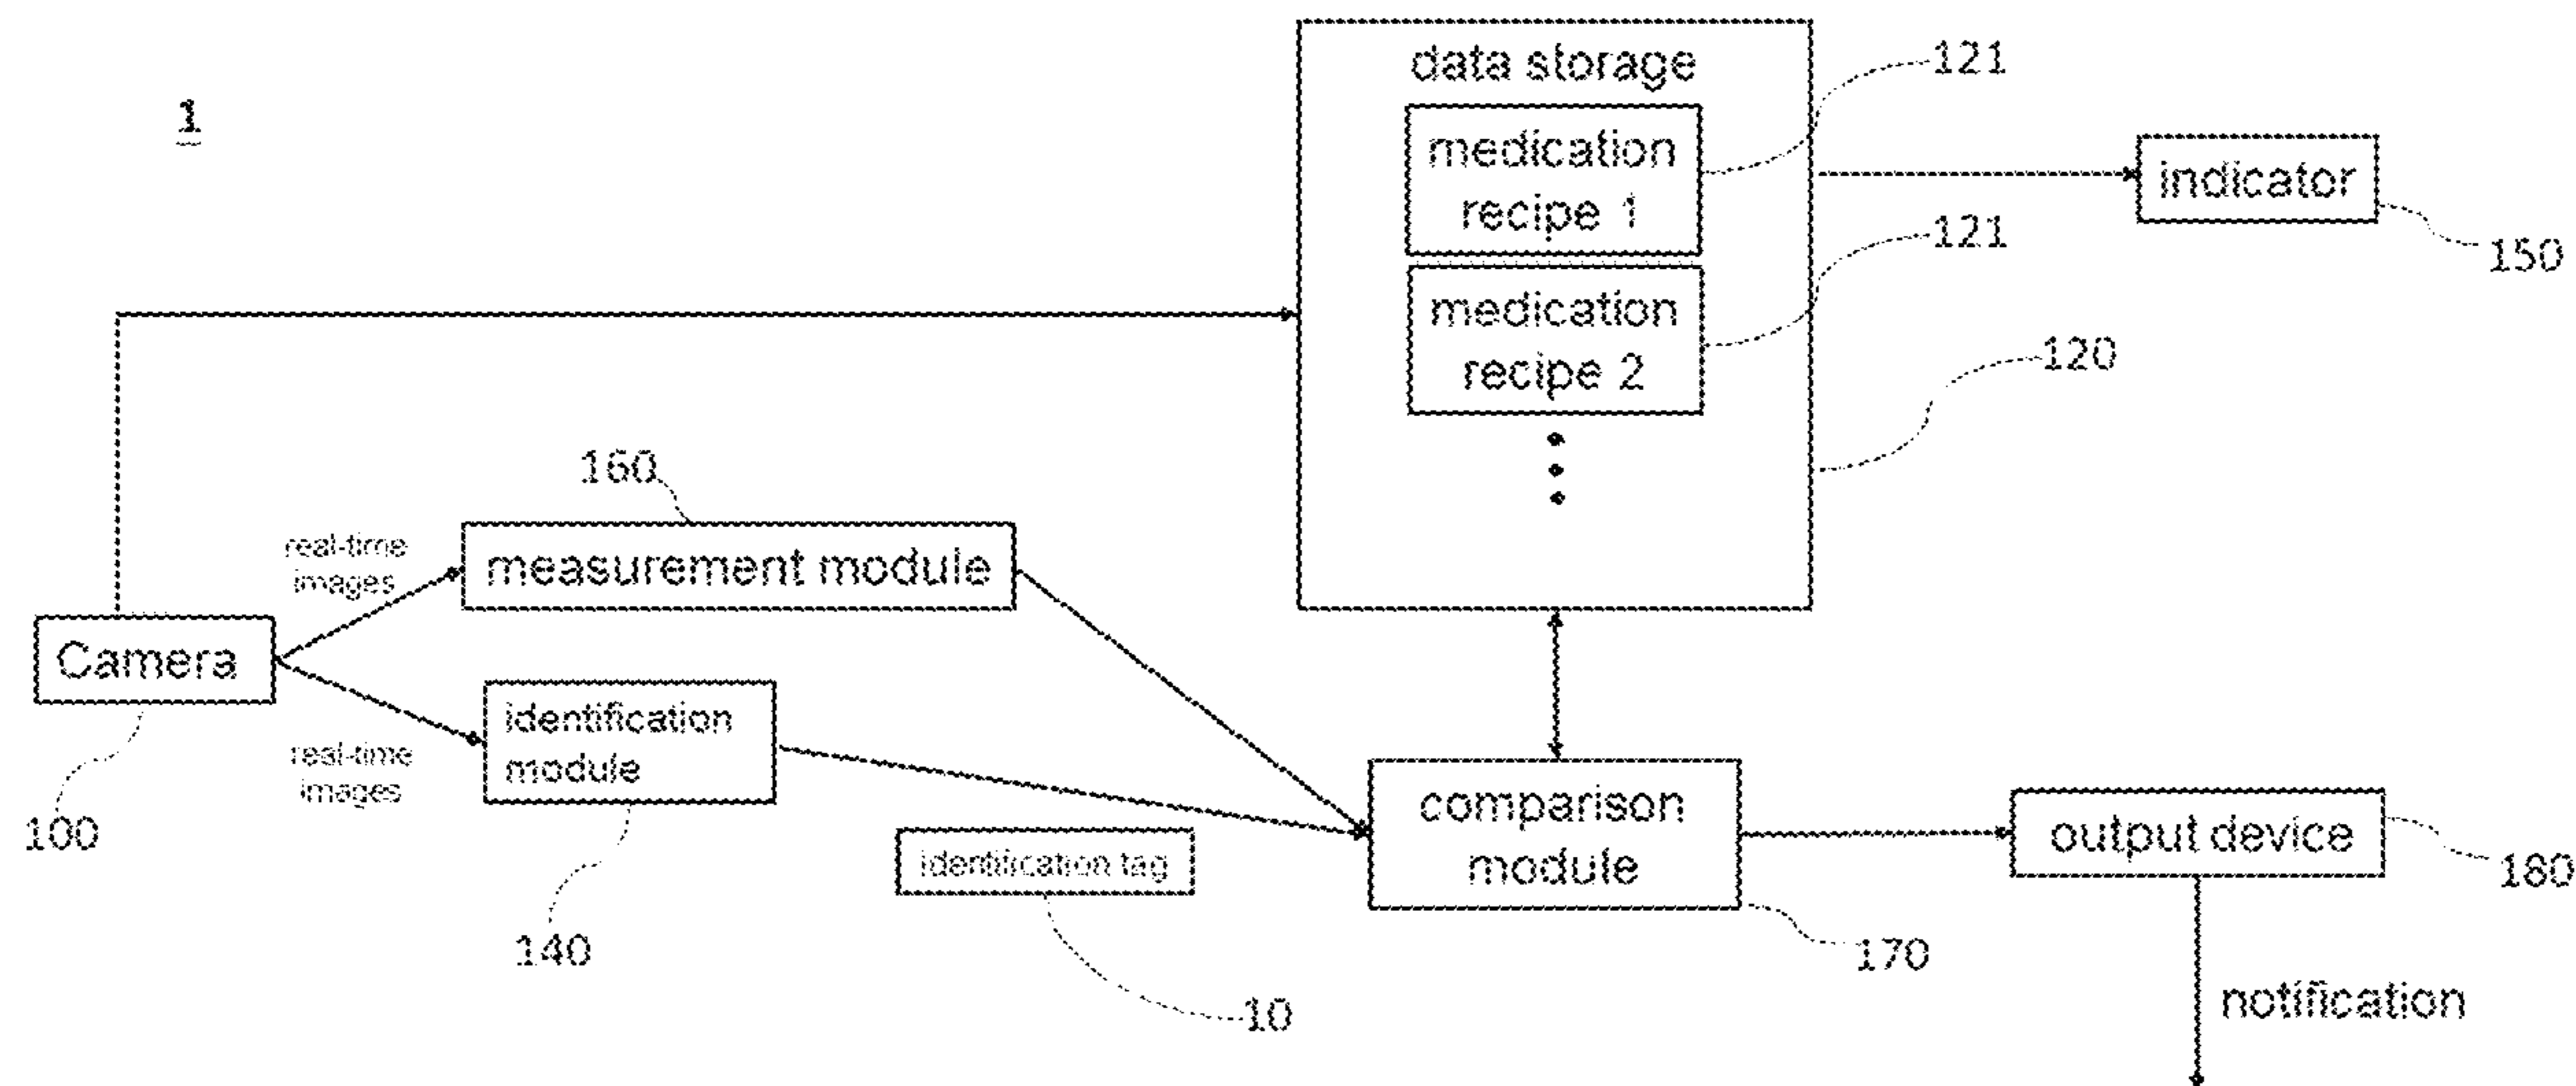 1
data storage
medication
recipe 1
121
indicator
150
medication
recipe 2
121
120
160
real-time
images
measurement module
Camera
100
real-time
images
identification
module
140
identification tag
10
comparison
module
170
output device
180
notification